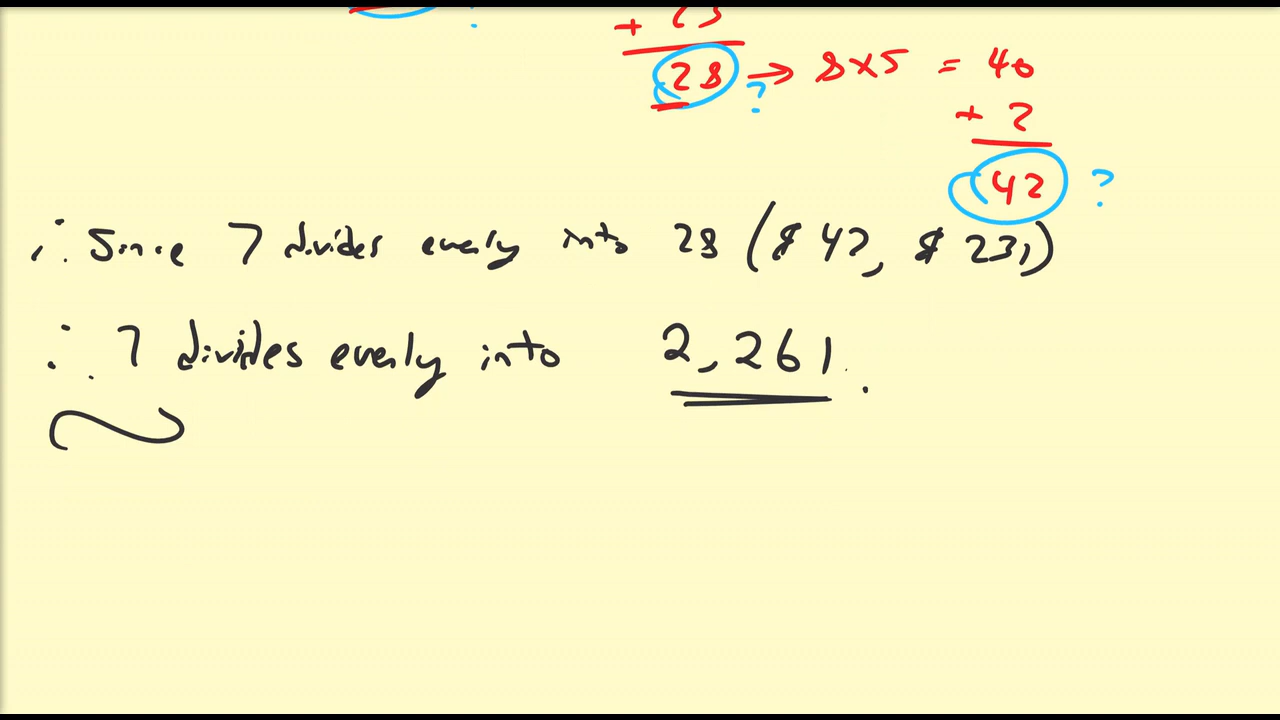 + 23
28 → 8×5 = 40
?
+ 2
42 ?
∴ Since 7 divides evenly into 28 (& 42, & 231)
∴ 7 divides evenly into 2,261.